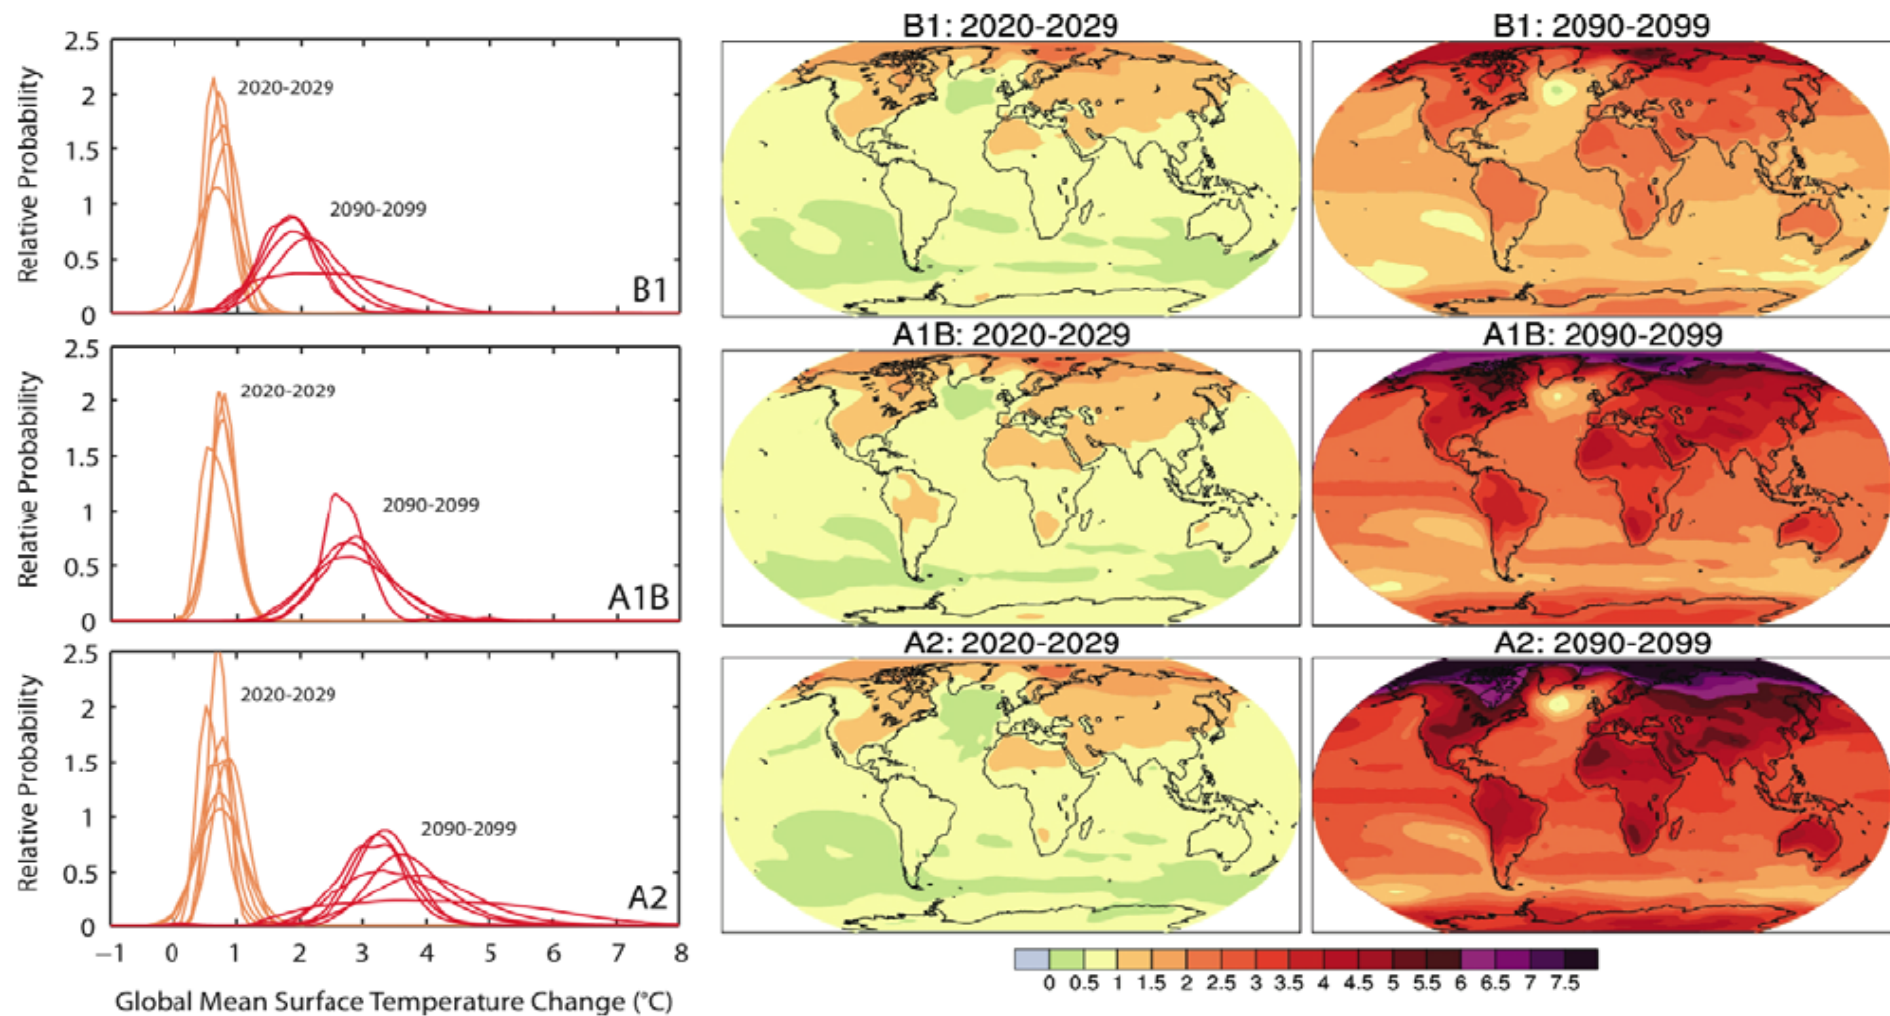 B1: 2020-2029
B1: 2090-2099
2.5
2
1.5
1
0.5
0
Relative Probability
2020-2029
2090-2099
B1
A1B: 2020-2029
A1B: 2090-2099
2.5
2
1.5
1
0.5
0
Relative Probability
2020-2029
2090-2099
A1B
A2: 2020-2029
A2: 2090-2099
2.5
2
1.5
1
0.5
0
Relative Probability
2020-2029
2090-2099
A2
−1 0 1 2 3 4 5 6 7 8
Global Mean Surface Temperature Change (°C)
0 0.5 1 1.5 2 2.5 3 3.5 4 4.5 5 5.5 6 6.5 7 7.5